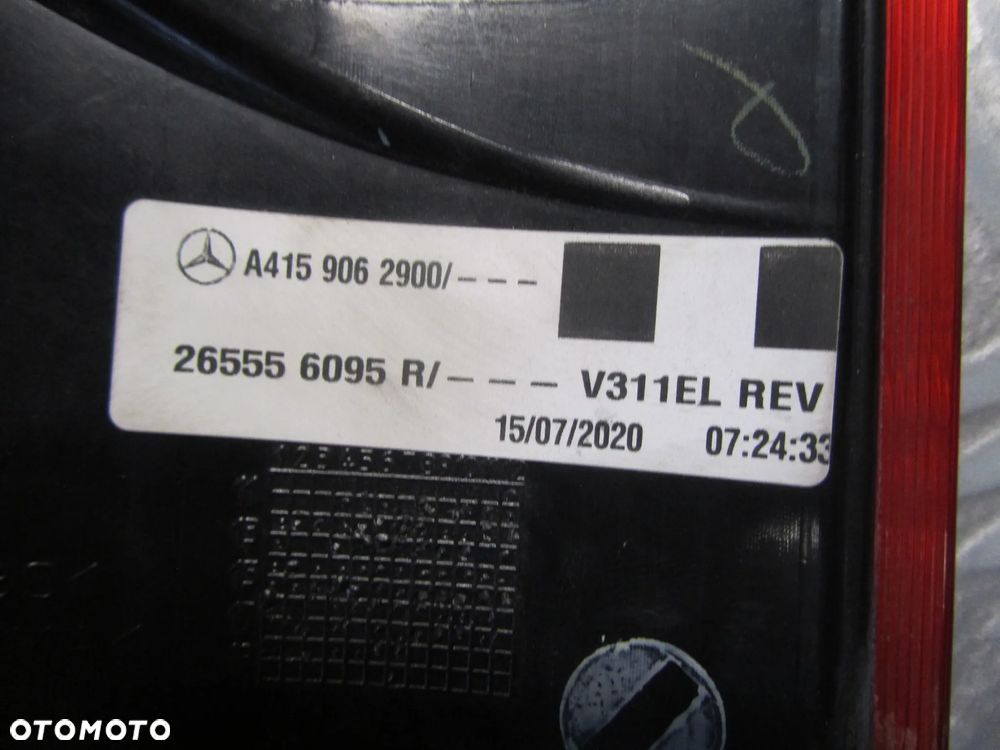 A415 906 2900/– – –
26555 6095 R/– – – V311EL REV
15/07/2020 07:24:33
OTOMOTO